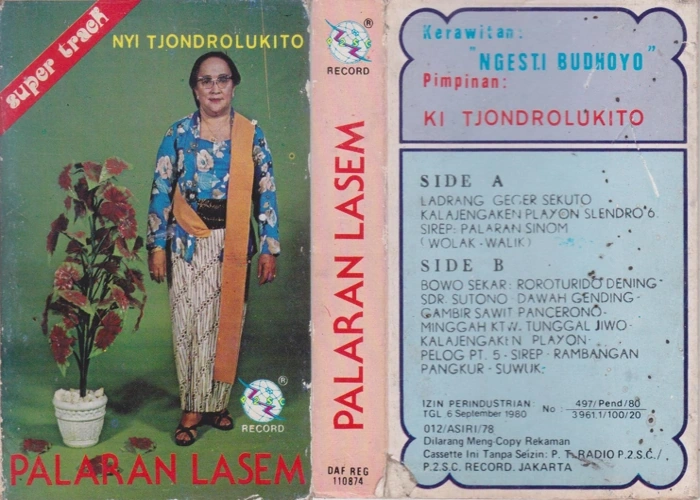 super track
NYI TJONDROLUKITO
®
RECORD
PALARAN LASEM
®
RECORD
PALARAN LASEM
DAF REG
110874
Kerawitan:
"NGESTI BUDHOYO"
Pimpinan:
KI TJONDROLUKITO
SIDE A
LADRANG GEGER SEKUTO
KALAJENGAKEN PLAYON SLENDRO 6.
SIREP: PALARAN SINOM
(WOLAK-WALIK)
SIDE B
BOWO SEKAR: ROROTURIDO DENING-
SDR. SUTONO-DAWAH GENDING-
GAMBIR SAWIT PANCERONO-
MINGGAH KTW. TUNGGAL JIWO-
KALAJENGAKEN PLAYON-
PELOG PT. 5 - SIREP - RAMBANGAN
PANGKUR - SUWUK-
IZIN PERINDUSTRIAN: No: 497/Pend/80
TGL, 6 September 1980 3961.1/100/20
012/ASIRI/78
Dilarang Meng-Copy Rekaman
Cassette Ini Tanpa Seizin: P. T. RADIO P.2.S.C./
P.2.S.C. RECORD. JAKARTA